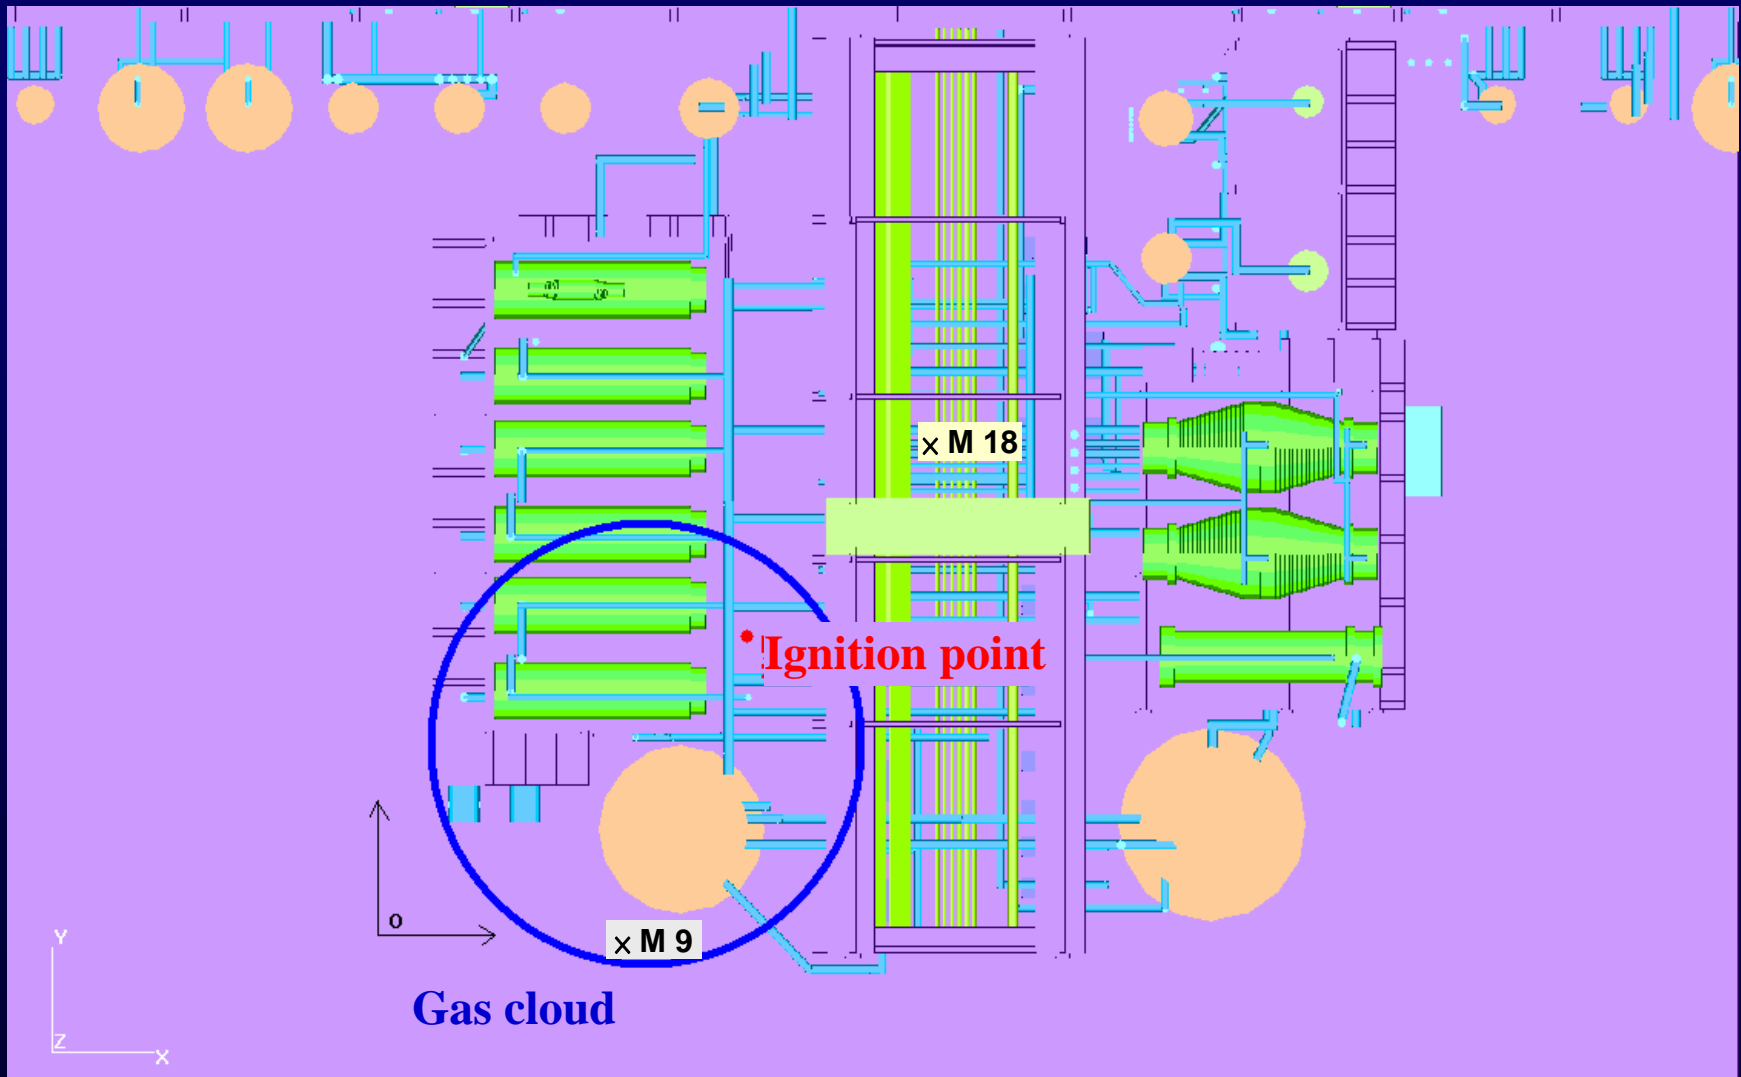 × M 18
Ignition point
O
× M 9
Gas cloud
Y
Z
X